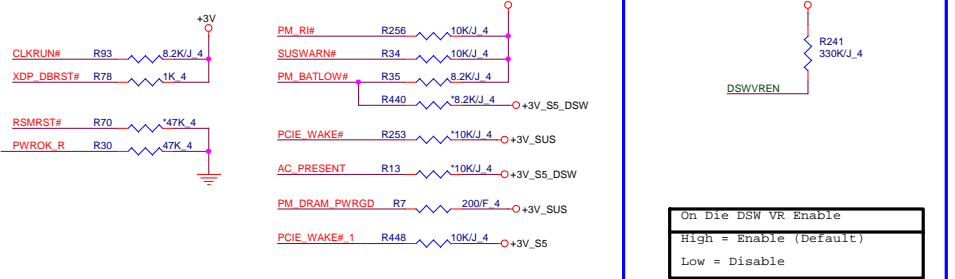 +3V
CLKRUN# R93 8.2K/J_4
XDP_DBRST# R78 1K_4
RSMRST# R70 *47K_4
PWROK_R R30 47K_4
PM_RI# R256 10K/J_4
SUSWARN# R34 10K/J_4
PM_BATLOW# R35 8.2K/J_4
R440 *8.2K/J_4 +3V_S5_DSW
PCIE_WAKE# R253 *10K/J_4 +3V_SUS
AC_PRESENT R13 *10K/J_4 +3V_S5_DSW
PM_DRAM_PWRGD R7 200/F_4 +3V_SUS
PCIE_WAKE#_1 R448 10K/J_4 +3V_S5
R241
330K/J_4
DSWVREN
On Die DSW VR Enable
High = Enable (Default)
Low = Disable